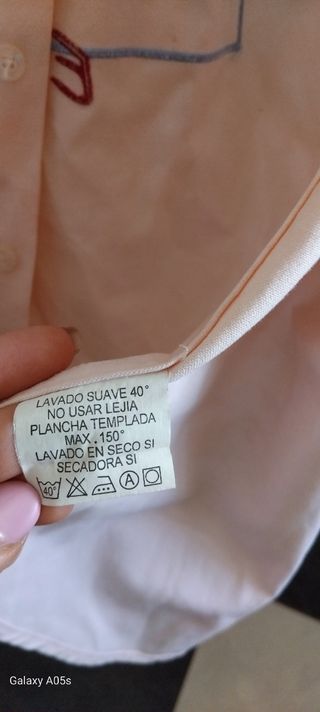 LAVADO SUAVE 40°
NO USAR LEJIA
PLANCHA TEMPLADA
MAX.150°
LAVADO EN SECO SI
SECADORA SI
40° A
Galaxy A05s